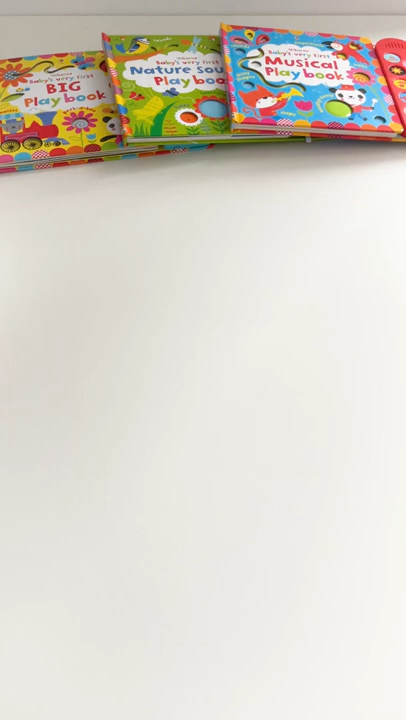 Usborne
Baby's very first
BIG
Play book
Usborne
Baby's very first
Nature Sou
Play boo
Usborne
Baby's very first
Musical
Play book